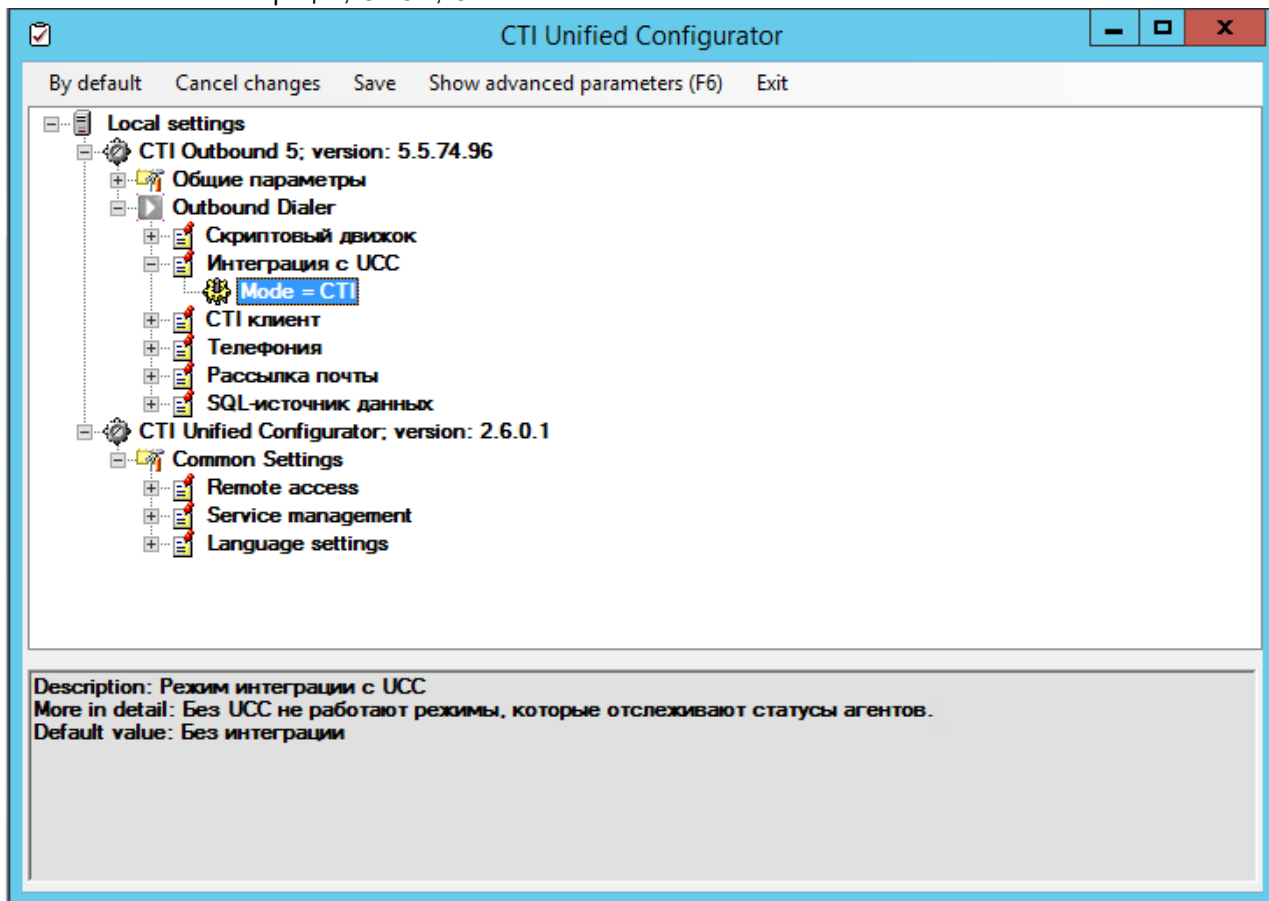 CTI Unified Configurator
By default Cancel changes Save Show advanced parameters (F6) Exit
Local settings
CTI Outbound 5; version: 5.5.74.96
Общие параметры
Outbound Dialer
Скриптовый движок
Интеграция с UCC
Mode = CTI
CTI клиент
Телефония
Рассылка почты
SQL-источник данных
CTI Unified Configurator; version: 2.6.0.1
Common Settings
Remote access
Service management
Language settings
Description: Режим интеграции с UCC
More in detail: Без UCC не работают режимы, которые отслеживают статусы агентов.
Default value: Без интеграции